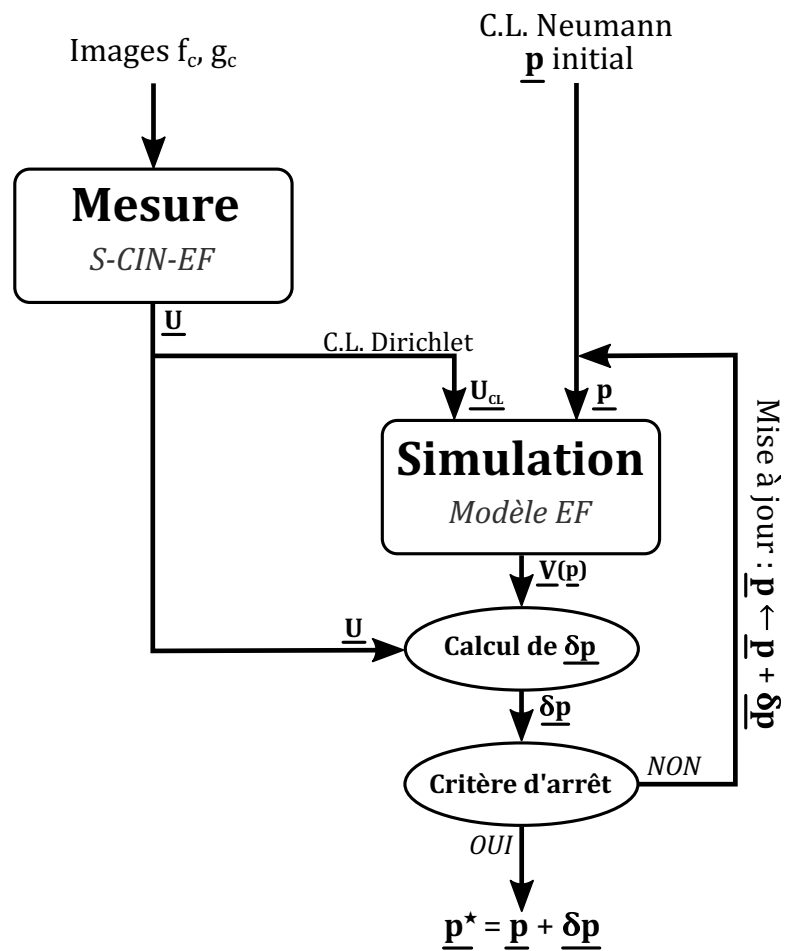 Images f_c, g_c
C.L. Neumann
p initial
Mesure
S-CIN-EF
U
C.L. Dirichlet
U_CL
p
Simulation
Modèle EF
V(p)
U
Calcul de δp
δp
Critère d'arrêt
NON
Mise à jour : p ← p + δp
OUI
p★ = p + δp